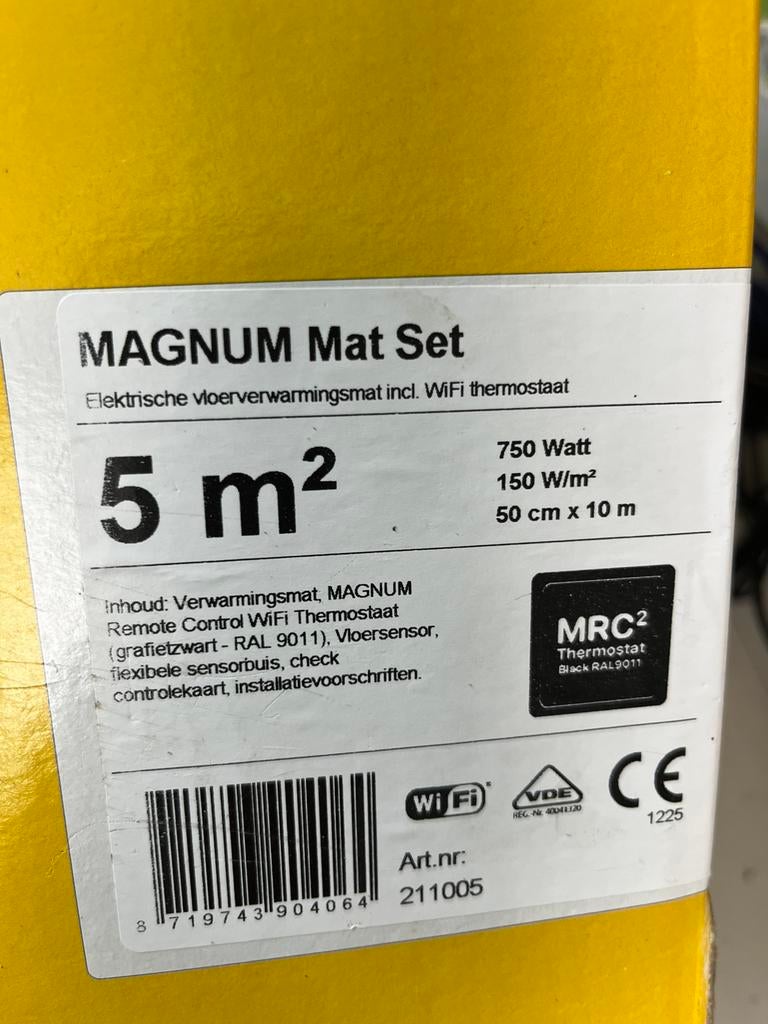 MAGNUM Mat Set
Elektrische vloerverwarmingsmat incl. WiFi thermostaat
5 m²
750 Watt
150 W/m²
50 cm x 10 m
Inhoud: Verwarmingsmat, MAGNUM
Remote Control WiFi Thermostaat
(grafietzwart - RAL 9011), Vloersensor,
flexibele sensorbuis, check
controlekaart, installatievoorschriften.
MRC²
Thermostat
Black RAL9011
WiFi
VDE
REG.-Nr.
CE
1225
Art.nr:
211005
8 719743 904064